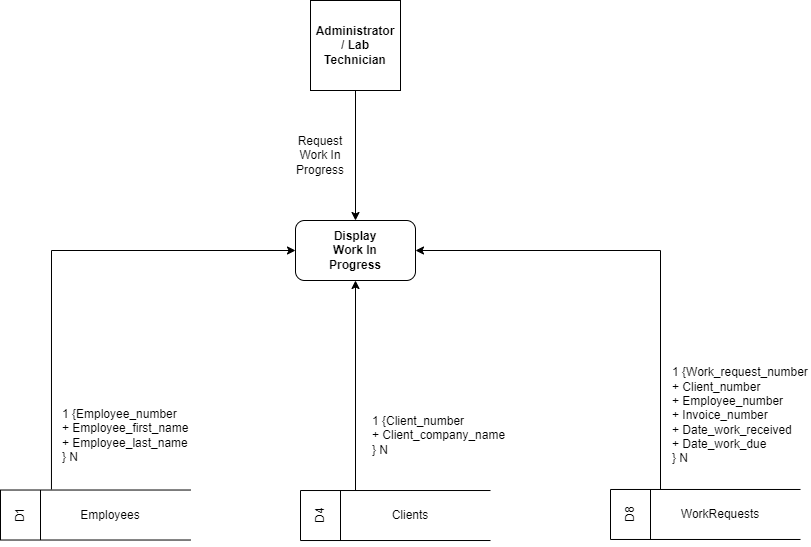 Administrator
/ Lab
Technician
Request
Work In
Progress
Display
Work In
Progress
1 {Employee_number
+ Employee_first_name
+ Employee_last_name
} N
1 {Client_number
+ Client_company_name
} N
1 {Work_request_number
+ Client_number
+ Employee_number
+ Invoice_number
+ Date_work_received
+ Date_work_due
} N
D1
Employees
D4
Clients
D8
WorkRequests